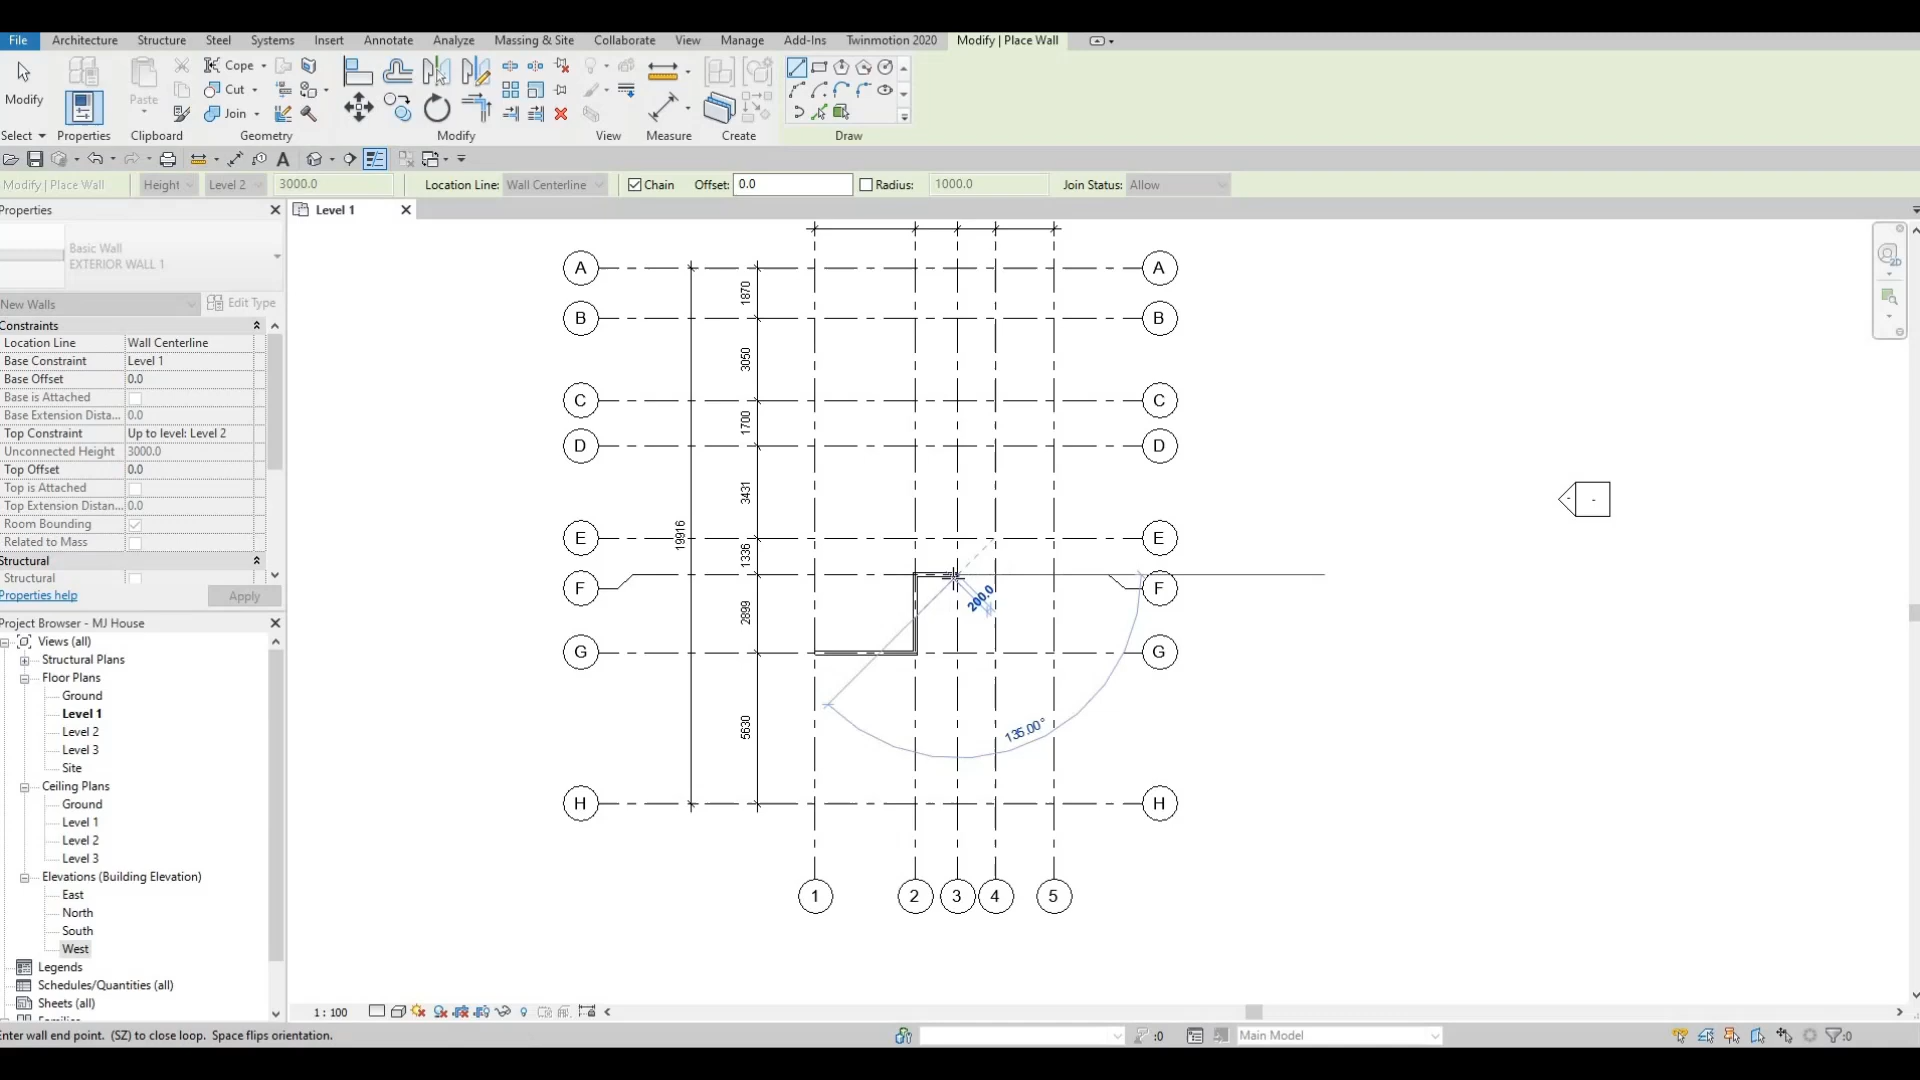 File Architecture Structure Steel Systems Insert Annotate Analyze Massing & Site Collaborate View Manage Add-Ins Twinmotion 2020 Modify | Place Wall
Cope
Modify Paste Cut
Join
Select Properties Clipboard Geometry Modify View Measure Create Draw
Modify | Place Wall Height Level 2 3000.0 Location Line: Wall Centerline Chain Offset: 0.0 Radius: 1000.0 Join Status: Allow
Properties
Level 1
Basic Wall
EXTERIOR WALL 1
New Walls Edit Type
Constraints
Location Line Wall Centerline
Base Constraint Level 1
Base Offset 0.0
Base is Attached
Base Extension Dista... 0.0
Top Constraint Up to level: Level 2
Unconnected Height 3000.0
Top Offset 0.0
Top is Attached
Top Extension Distan... 0.0
Room Bounding
Related to Mass
Structural
Structural
Properties help Apply
Project Browser - MJ House
Views (all)
Structural Plans
Floor Plans
Ground
Level 1
Level 2
Level 3
Site
Ceiling Plans
Ground
Level 1
Level 2
Level 3
Elevations (Building Elevation)
East
North
South
West
Legends
Schedules/Quantities (all)
Sheets (all)
A A
1870
B B
3050
C C
1700
D D
3431
19916
E E
1336
F F
200.0
2899
G G
135.00°
5630
H H
1 2 3 4 5
2D
1 : 100
Enter wall end point. (SZ) to close loop. Space flips orientation.
:0
Main Model
:0